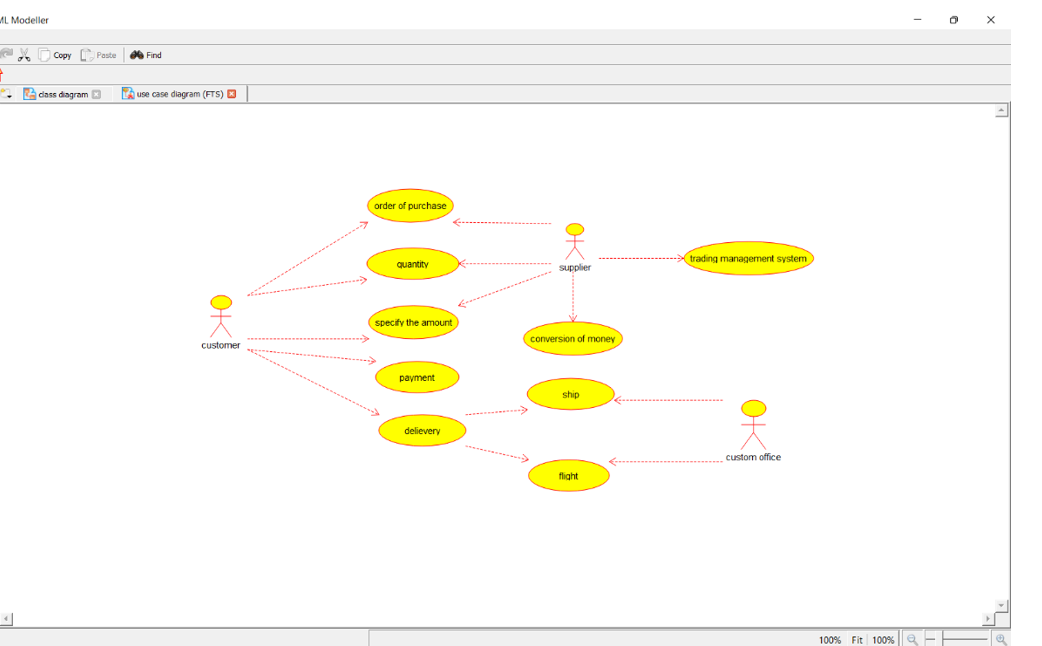 ML Modeller
Copy Paste Find
class diagram use case diagram (FTS)
order of purchase
quantity
supplier
trading management system
specify the amount
conversion of money
customer
payment
ship
delievery
custom office
flight
100% Fit 100%